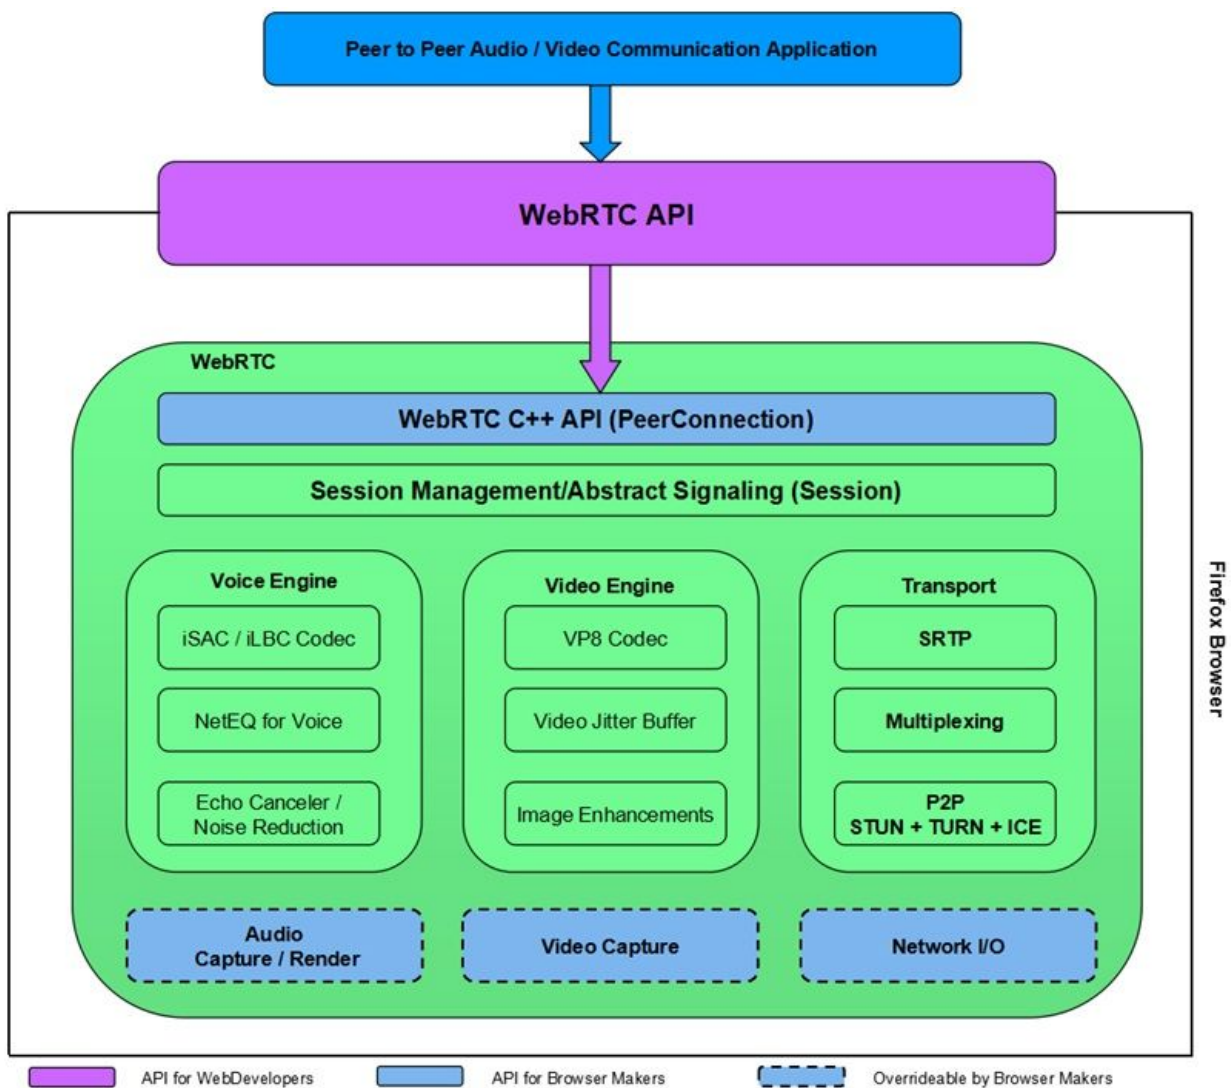 Peer to Peer Audio / Video Communication Application
WebRTC API
WebRTC
WebRTC C++ API (PeerConnection)
Session Management/Abstract Signaling (Session)
Voice Engine
iSAC / iLBC Codec
NetEQ for Voice
Echo Canceler /
Noise Reduction
Video Engine
VP8 Codec
Video Jitter Buffer
Image Enhancements
Transport
SRTP
Multiplexing
P2P
STUN + TURN + ICE
Audio
Capture / Render
Video Capture
Network I/O
Firefox Browser
API for WebDevelopers
API for Browser Makers
Overrideable by Browser Makers